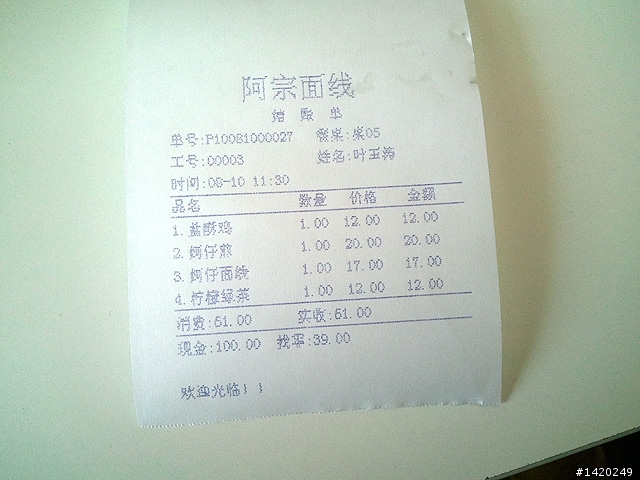 阿宗面线
结 账 单
单号:P10081000027 餐桌:桌05
工号:00003 姓名:叶玉海
时间:08-10 11:30
品名 数量 价格 金额
1.盐酥鸡 1.00 12.00 12.00
2.蚵仔煎 1.00 20.00 20.00
3.蚵仔面线 1.00 17.00 17.00
4.柠檬绿茶 1.00 12.00 12.00
消费:61.00 实收:61.00
现金:100.00 找零:39.00
欢迎光临!!
#1420249